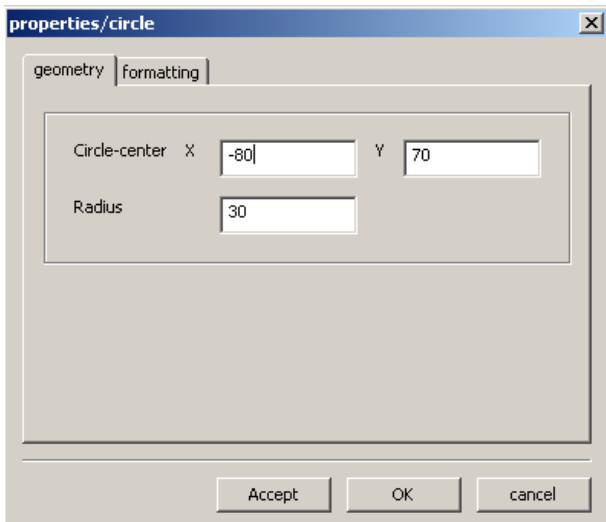 properties/circle
geometry formatting
Circle-center X -80 Y 70
Radius 30
Accept OK cancel